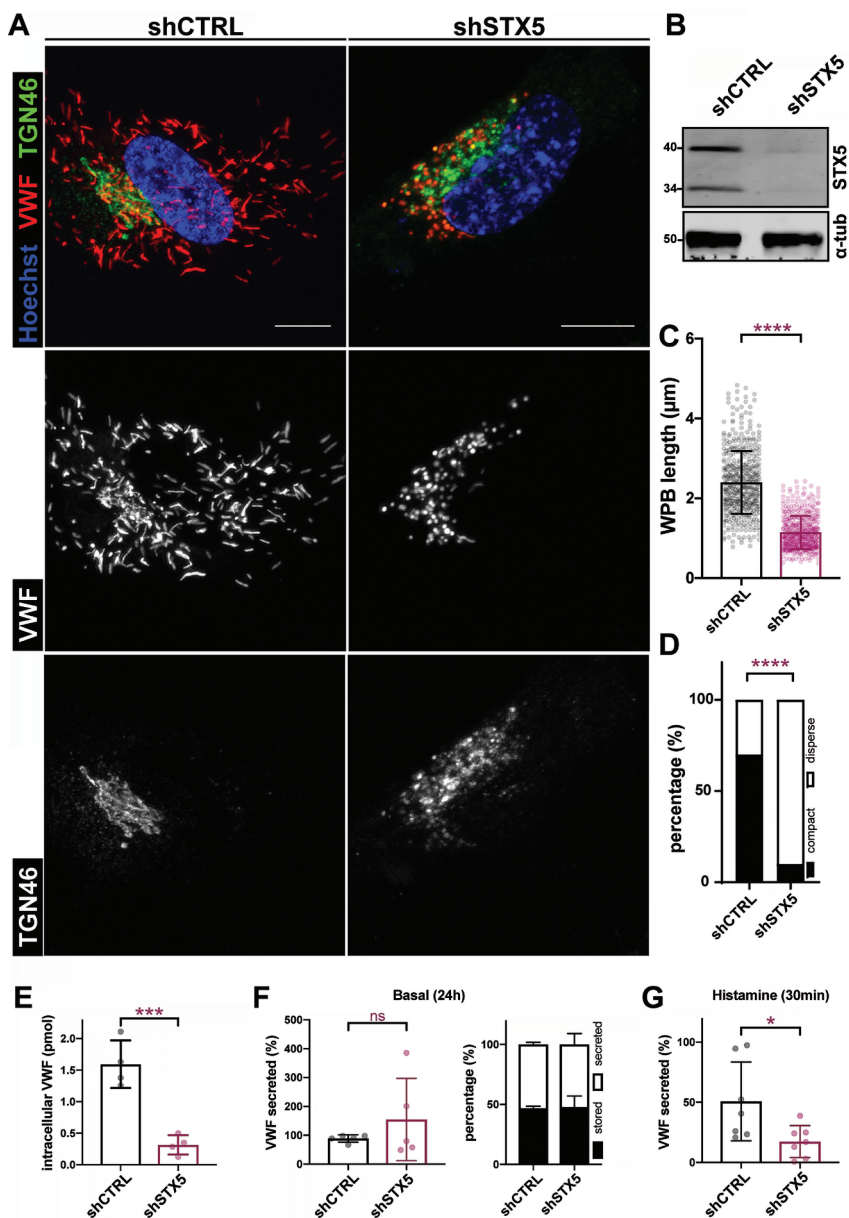 A
shCTRL
shSTX5
Hoechst VWF TGN46
VWF
TGN46
B
shCTRL
shSTX5
40
34
STX5
50
α-tub
C
****
WPB length (µm)
6
4
2
0
shCTRL
shSTX5
D
****
percentage (%)
100
50
0
shCTRL
shSTX5
compact
disperse
E
***
intracellular VWF (pmol)
2.0
1.5
1.0
0.5
0.0
shCTRL
shSTX5
F
Basal (24h)
ns
VWF secreted (%)
500
400
300
200
100
0
shCTRL
shSTX5
percentage (%)
100
50
0
shCTRL
shSTX5
stored
secreted
G
Histamine (30min)
*
VWF secreted (%)
100
50
0
shCTRL
shSTX5